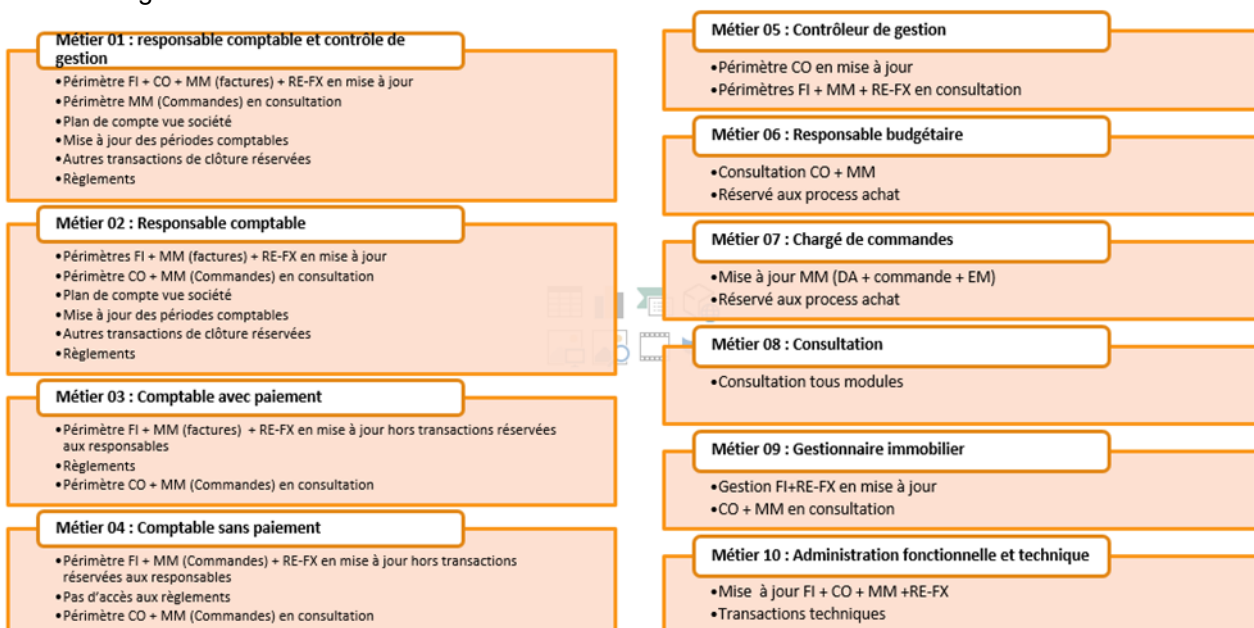 Métier 01 : responsable comptable et contrôle de
gestion
•Périmètre FI + CO + MM (factures) + RE-FX en mise à jour
•Périmètre MM (Commandes) en consultation
•Plan de compte vue société
•Mise à jour des périodes comptables
•Autres transactions de clôture réservées
•Règlements
Métier 02 : Responsable comptable
•Périmètres FI + MM (factures) + RE-FX en mise à jour
•Périmètre CO + MM (Commandes) en consultation
•Plan de compte vue société
•Mise à jour des périodes comptables
•Autres transactions de clôture réservées
•Règlements
Métier 03 : Comptable avec paiement
•Périmètre FI + MM (factures) + RE-FX en mise à jour hors transactions réservées
aux responsables
•Règlements
•Périmètre CO + MM (Commandes) en consultation
Métier 04 : Comptable sans paiement
•Périmètre FI + MM (Commandes) + RE-FX en mise à jour hors transactions
réservées aux responsables
•Pas d'accès aux règlements
•Périmètre CO + MM (Commandes) en consultation
Métier 05 : Contrôleur de gestion
•Périmètre CO en mise à jour
•Périmètres FI + MM + RE-FX en consultation
Métier 06 : Responsable budgétaire
•Consultation CO + MM
•Réservé aux process achat
Métier 07 : Chargé de commandes
•Mise à jour MM (DA + commande + EM)
•Réservé aux process achat
Métier 08 : Consultation
•Consultation tous modules
Métier 09 : Gestionnaire immobilier
•Gestion FI+RE-FX en mise à jour
•CO + MM en consultation
Métier 10 : Administration fonctionnelle et technique
•Mise à jour FI + CO + MM +RE-FX
•Transactions techniques